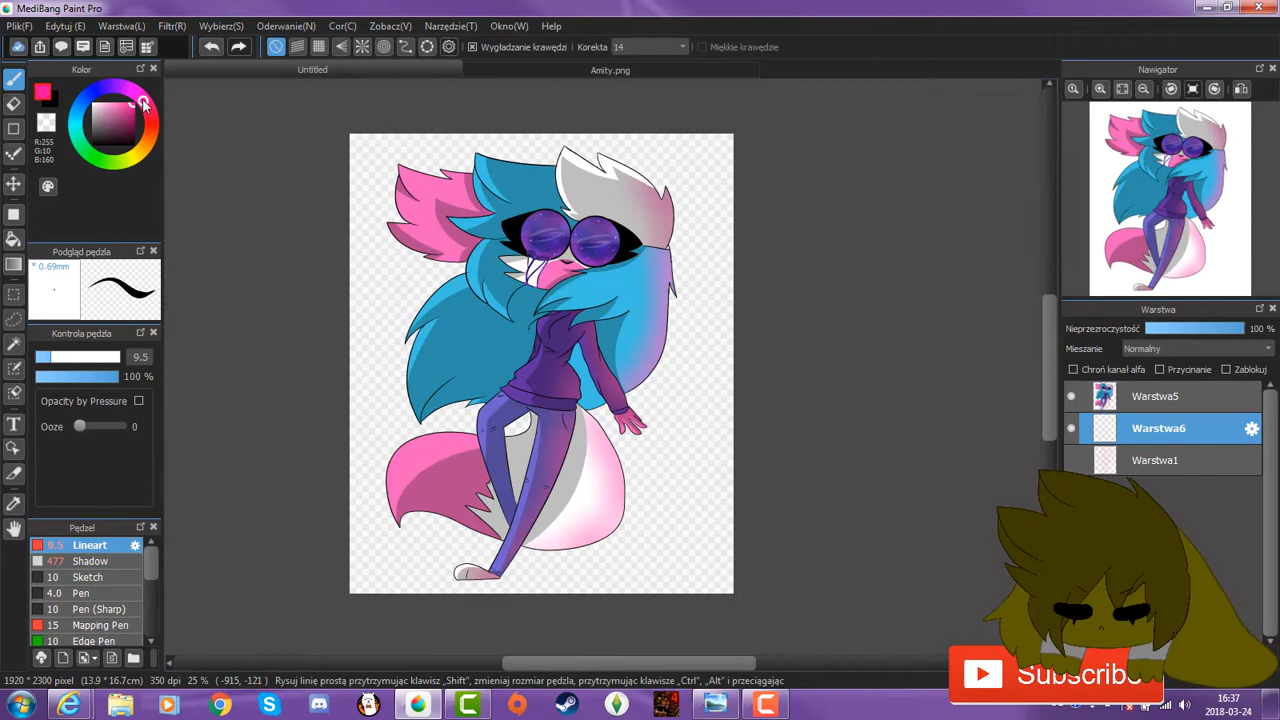 MediBang Paint Pro
Plik(F) Edytuj (E) Warstwa(L) Filtr(R) Wybierz(S) Oderwanie(N) Cor(C) Zobacz(V) Narzędzie(T) Okno(W) Help
Wygładzanie krawędzi Korekta 14 Miękkie krawędzie
Kolor
Untitled
Amity.png
Nawigator
R:255
G:10
B:160
Podgląd pędzla
* 0.69mm
Kontrola pędzla
9.5
100 %
Opacity by Pressure
Ooze 0
Warstwa
Nieprzezroczystość 100 %
Mieszanie Normalny
Chroń kanał alfa Przycinanie Zablokuj
Warstwa5
Warstwa6
Warstwa1
Pędzel
9.5 Lineart
477 Shadow
10 Sketch
4.0 Pen
10 Pen (Sharp)
15 Mapping Pen
10 Edge Pen
1920 * 2300 pixel (13.9 * 16.7cm) 350 dpi 25 % ( -915, -121 ) Rysuj linię prostą przytrzymując klawisze „Shift”, zmieniaj rozmiar pędzla, przytrzymując klawisze „Ctrl”, „Alt” i przeciągając
Subscribe
16:37
2018-03-24